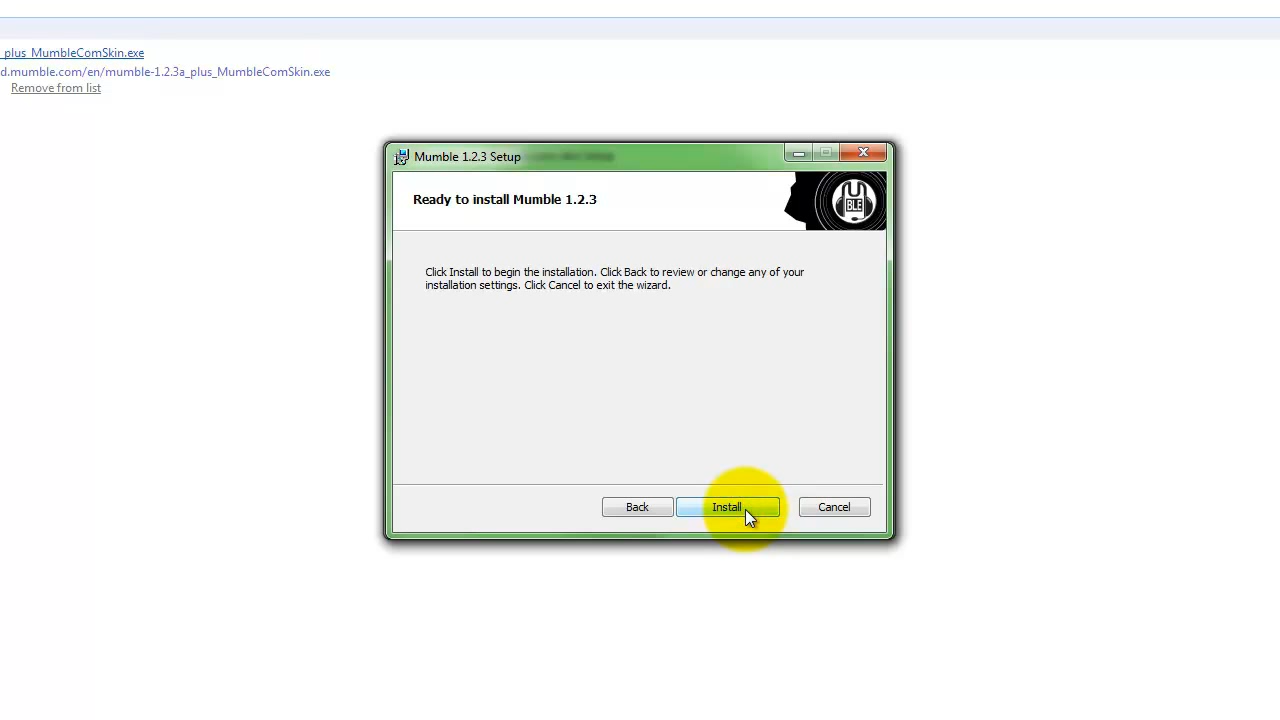 _plus_MumbleComSkin.exe
d.mumble.com/en/mumble-1.2.3a_plus_MumbleComSkin.exe
Remove from list
Mumble 1.2.3 Setup
Ready to install Mumble 1.2.3
BLE
Click Install to begin the installation. Click Back to review or change any of your
installation settings. Click Cancel to exit the wizard.
Back
Install
Cancel